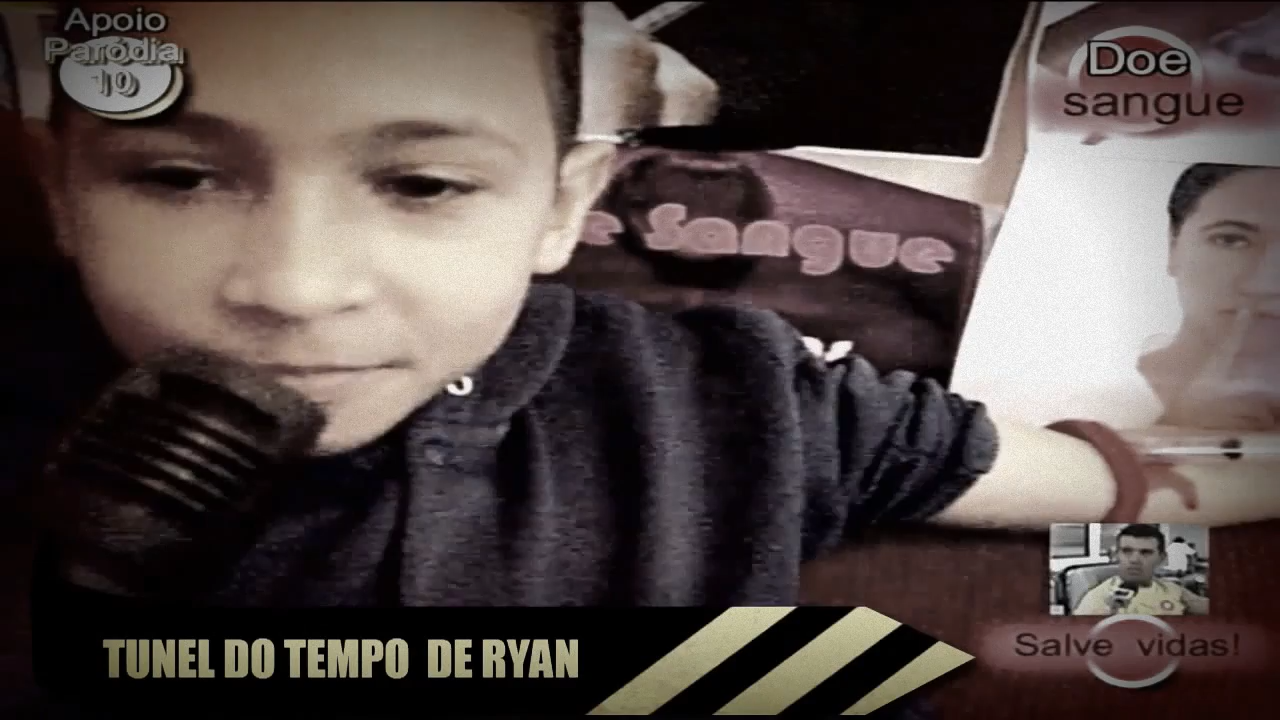 Apoio
Paródia
10
Doe
sangue
e Sangue
TUNEL DO TEMPO DE RYAN
Salve vidas!